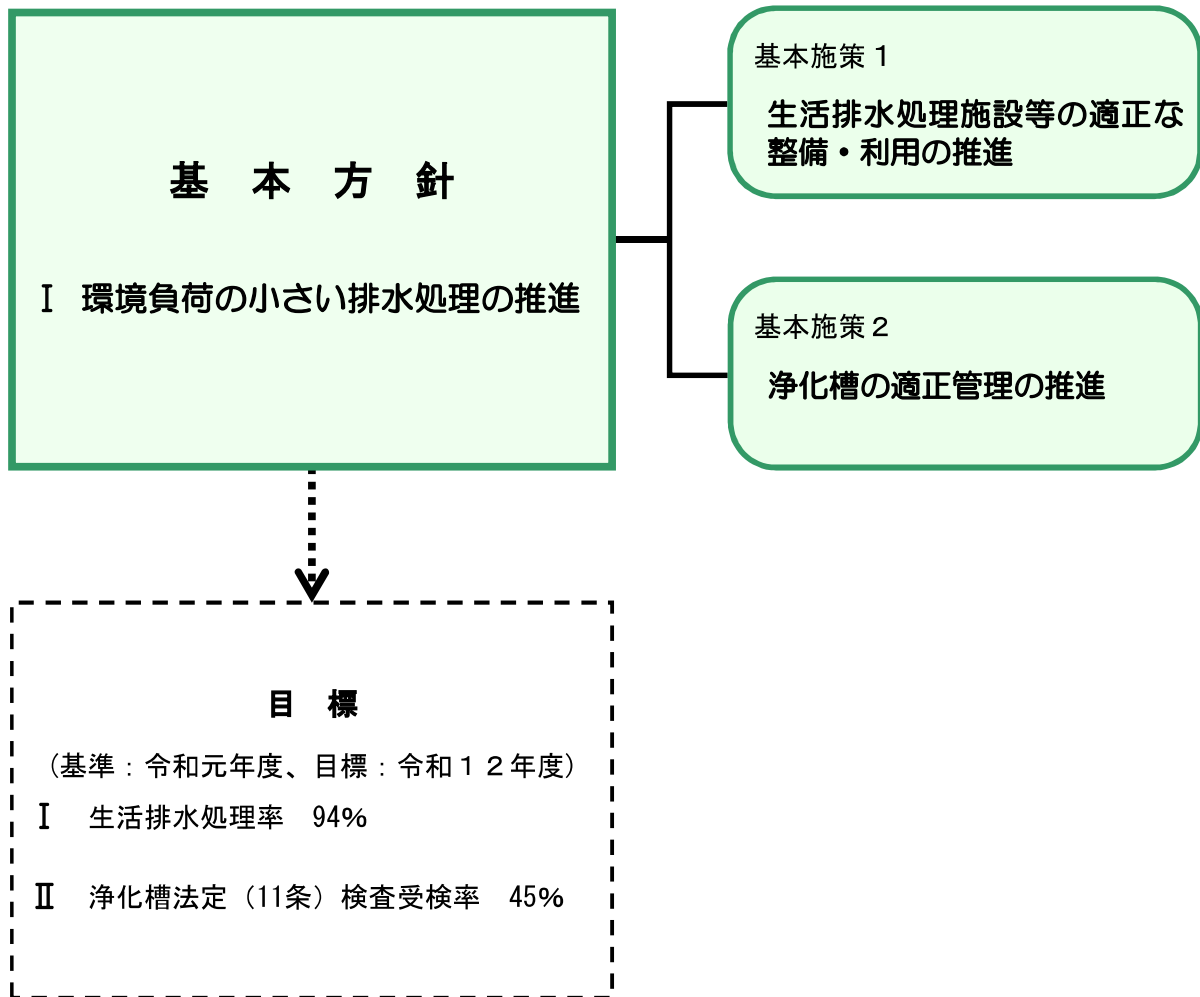 基　本　方　針
Ⅰ　環境負荷の小さい排水処理の推進
基本施策１
生活排水処理施設等の適正な
整備・利用の推進
基本施策２
浄化槽の適正管理の推進
目　標
（基準：令和元年度、目標：令和１２年度）
Ⅰ　生活排水処理率　94％
Ⅱ　浄化槽法定（11条）検査受検率　45％